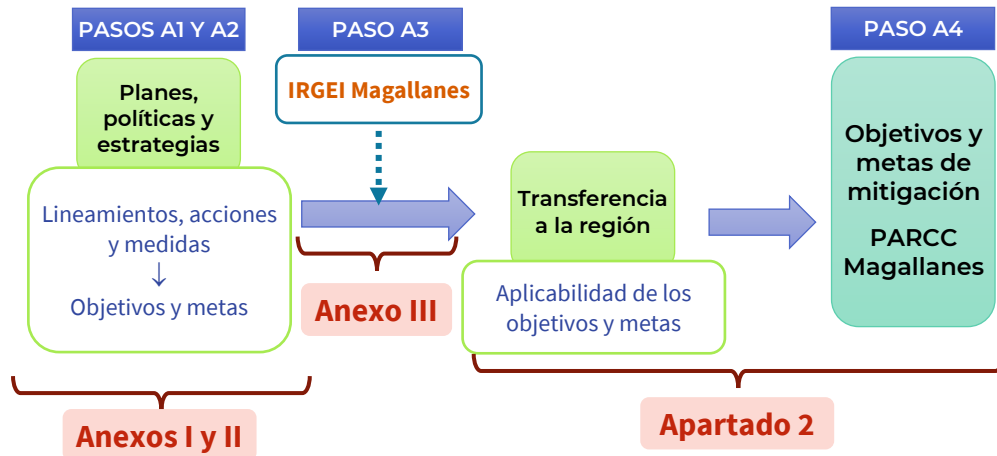 PASOS A1 Y A2
Planes,
políticas y
estrategias
Lineamientos, acciones
y medidas
↓
Objetivos y metas
Anexos I y II
PASO A3
IRGEI Magallanes
Anexo III
Transferencia
a la región
Aplicabilidad de los
objetivos y metas
PASO A4
Objetivos y
metas de
mitigación
PARCC
Magallanes
Apartado 2